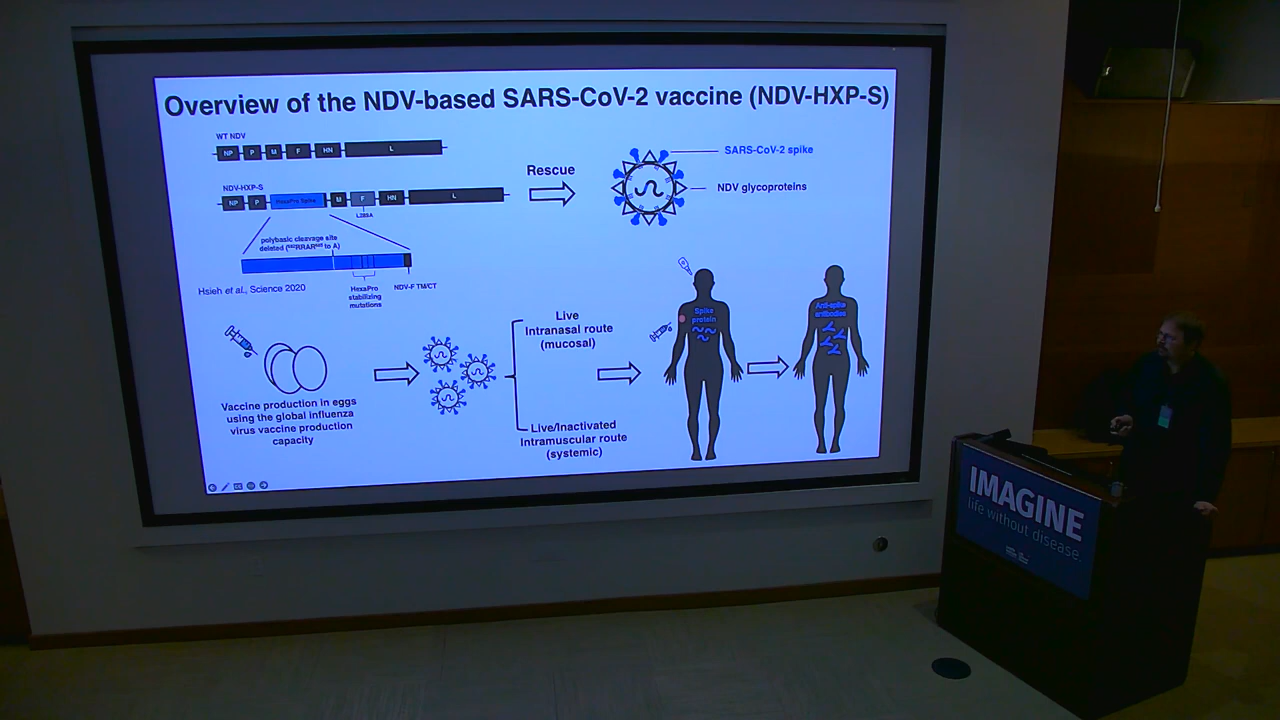 Overview of the NDV-based SARS-CoV-2 vaccine (NDV-HXP-S)
WT NDV
NP P M F HN L
NDV-HXP-S
NP P HexaPro Spike M F HN L
L289A
polybasic cleavage site
deleted (⁶⁸²RRAR⁶⁸⁵ to A)
HexaPro
stabilizing
mutations
NDV-F TM/CT
Hsieh et al., Science 2020
Rescue
SARS-CoV-2 spike
NDV glycoproteins
Vaccine production in eggs
using the global influenza
virus vaccine production
capacity
Live
Intranasal route
(mucosal)
Live/Inactivated
Intramuscular route
(systemic)
Spike
protein
Anti-spike
antibodies
IMAGINE
life without disease.